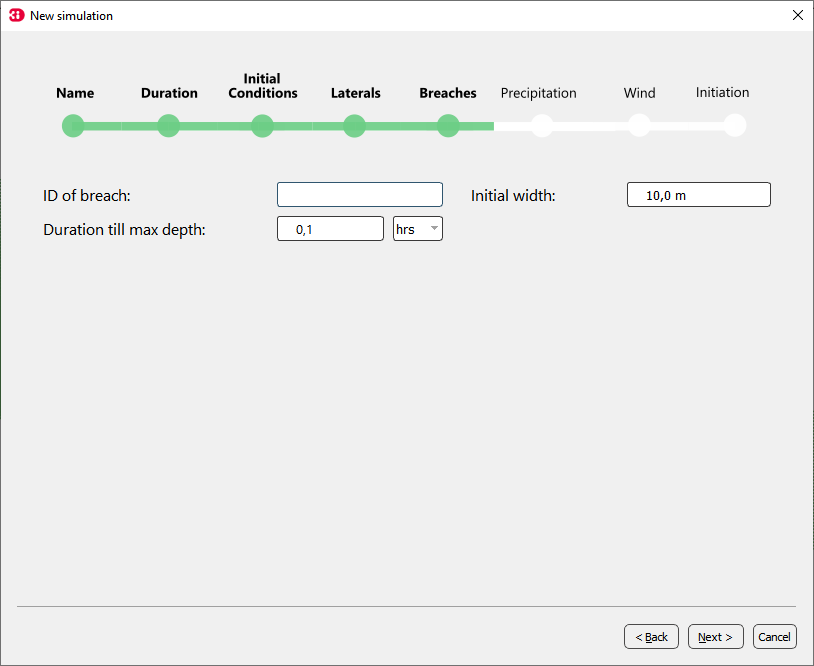 New simulation
Name
Duration
Initial
Conditions
Laterals
Breaches
Precipitation
Wind
Initiation
ID of breach:
Initial width: 10,0 m
Duration till max depth: 0,1 hrs
< Back
Next >
Cancel